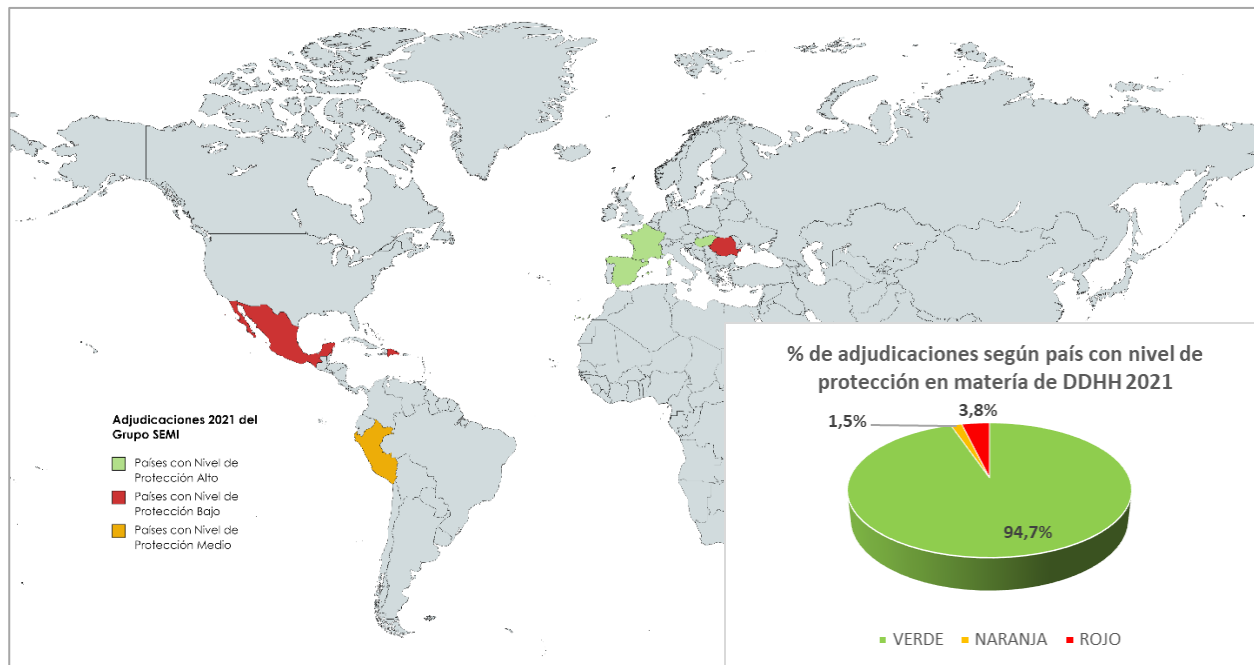 Adjudicaciones 2021 del
Grupo SEMI
Países con Nivel de
Protección Alto
Países con Nivel de
Protección Bajo
Países con Nivel de
Protección Medio
% de adjudicaciones según país con nivel de
protección en matería de DDHH 2021
1,5%
3,8%
94,7%
VERDE NARANJA ROJO